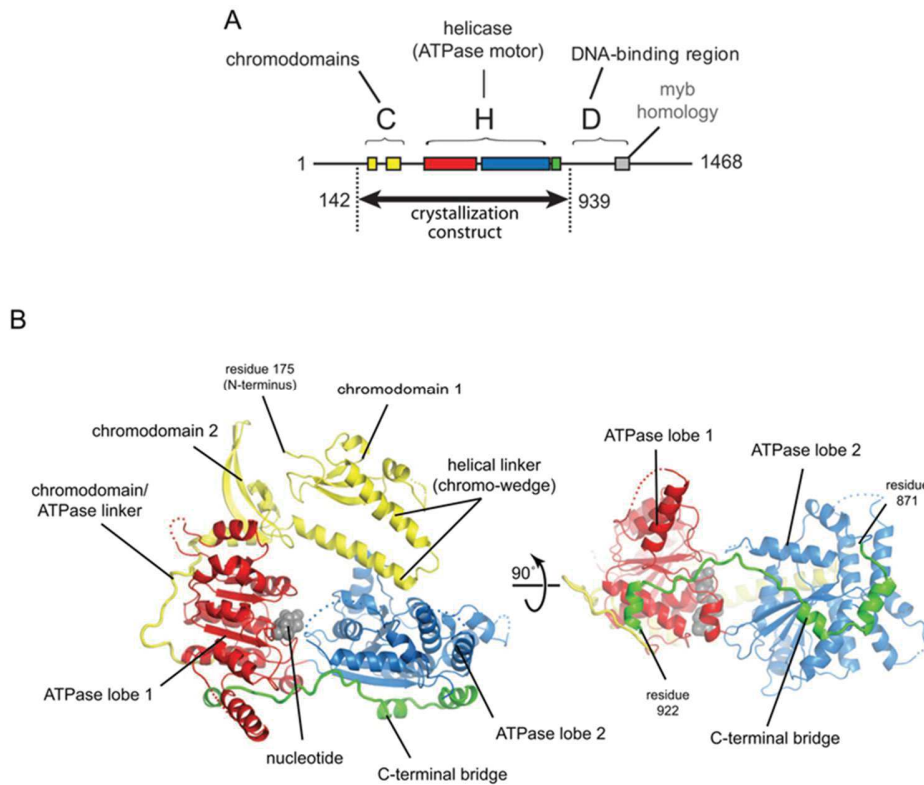 A
helicase
(ATPase motor)
chromodomains
DNA-binding region
myb
homology
C
H
D
1
1468
142
939
crystallization
construct
B
residue 175
(N-terminus)
chromodomain 1
chromodomain 2
helical linker
(chromo-wedge)
chromodomain/
ATPase linker
ATPase lobe 1
nucleotide
C-terminal bridge
ATPase lobe 2
90°
ATPase lobe 1
ATPase lobe 2
residue
871
residue
922
C-terminal bridge